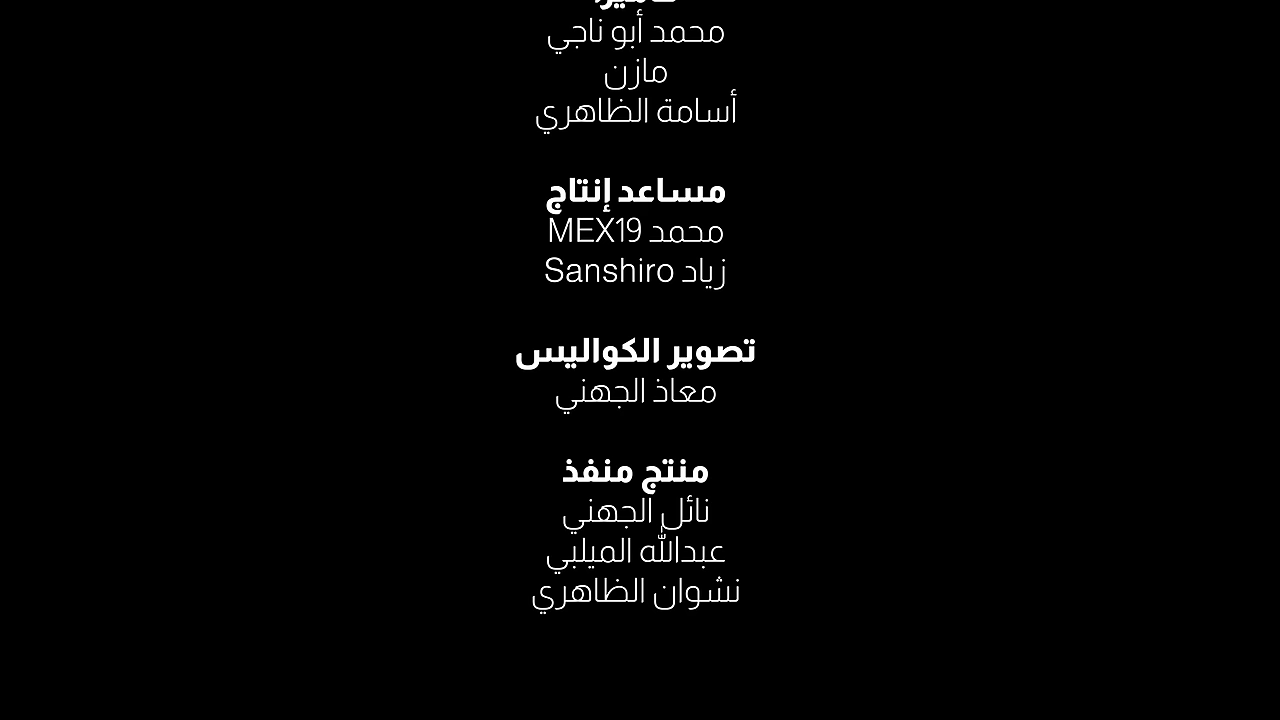 محمد أبو ناجي
مازن
أسامة الظاهري
مساعد إنتاج
محمد MEX19
زياد Sanshiro
تصوير الكواليس
معاذ الجهني
منتج منفذ
نائل الجهني
عبدالله الميلبي
نشوان الظاهري